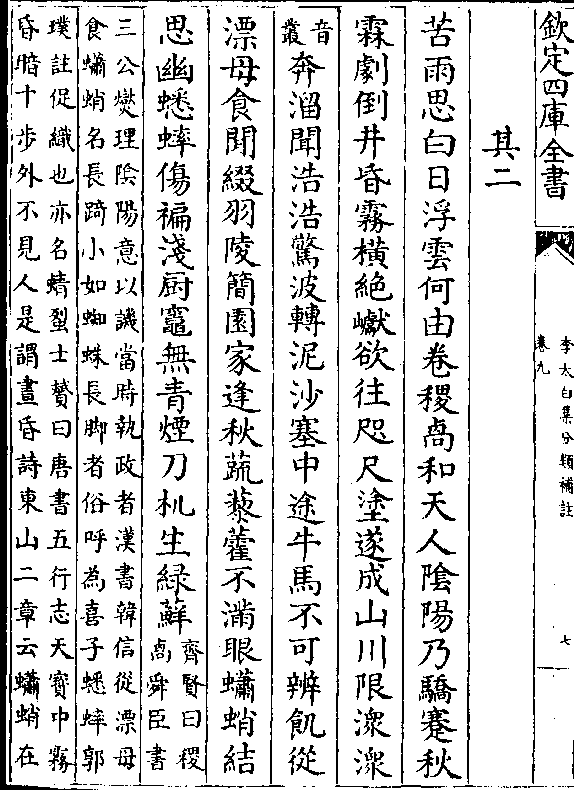 欽定四庫全書
李太白集分類補註
卷九
七
其二
苦雨思白日浮雲何由卷稷卨和天人陰陽乃驕蹇秋
霖劇倒井昏霧橫絶巘欲往咫尺塗遂成山川限潨潨
音叢
奔溜聞浩浩驚波轉泥沙塞中途牛馬不可辨飢從
漂母食閒綴羽陵簡園家逢秋蔬藜藿不滿眼蠨蛸結
思幽蟋蟀傷褊淺厨竈無青煙刀机生綠蘚
齊賢曰稷
卨舜臣書
三公燮理陰陽意以譏當時執政者漢書韓信從漂母
食蠨蛸名長踦小如蜘蛛長脚者俗呼為喜子蟋蟀郭
璞註促織也亦名蜻蛚士贇曰唐書五行志天寶中霧
昏暗十步外不見人是謂晝昏詩東山二章云蠨蛸在